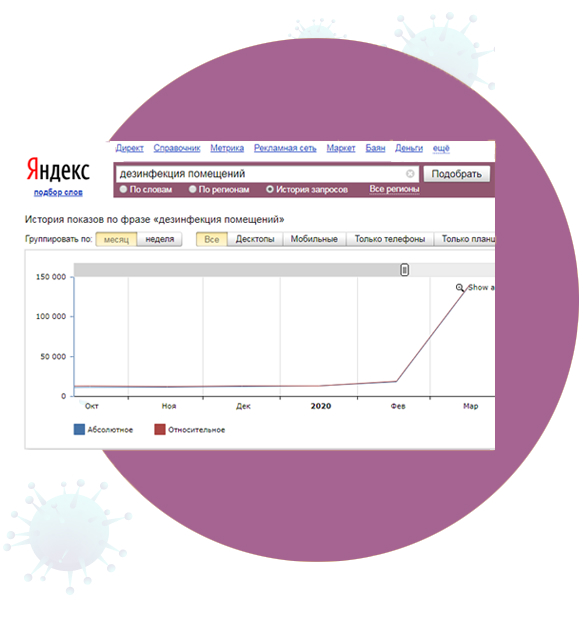 Директ Справочник Метрика Рекламная сеть Маркет Баян Деньги ещё
Яндекс
подбор слов
дезинфекция помещений
Подобрать
По словам По регионам История запросов Все регионы
История показов по фразе «дезинфекция помещений»
Группировать по: месяц неделя Все Десктопы Мобильные Только телефоны Только планш
Show a
150 000
100 000
50 000
0
Окт Ноя Дек 2020 Фев Мар
Абсолютное Относительное